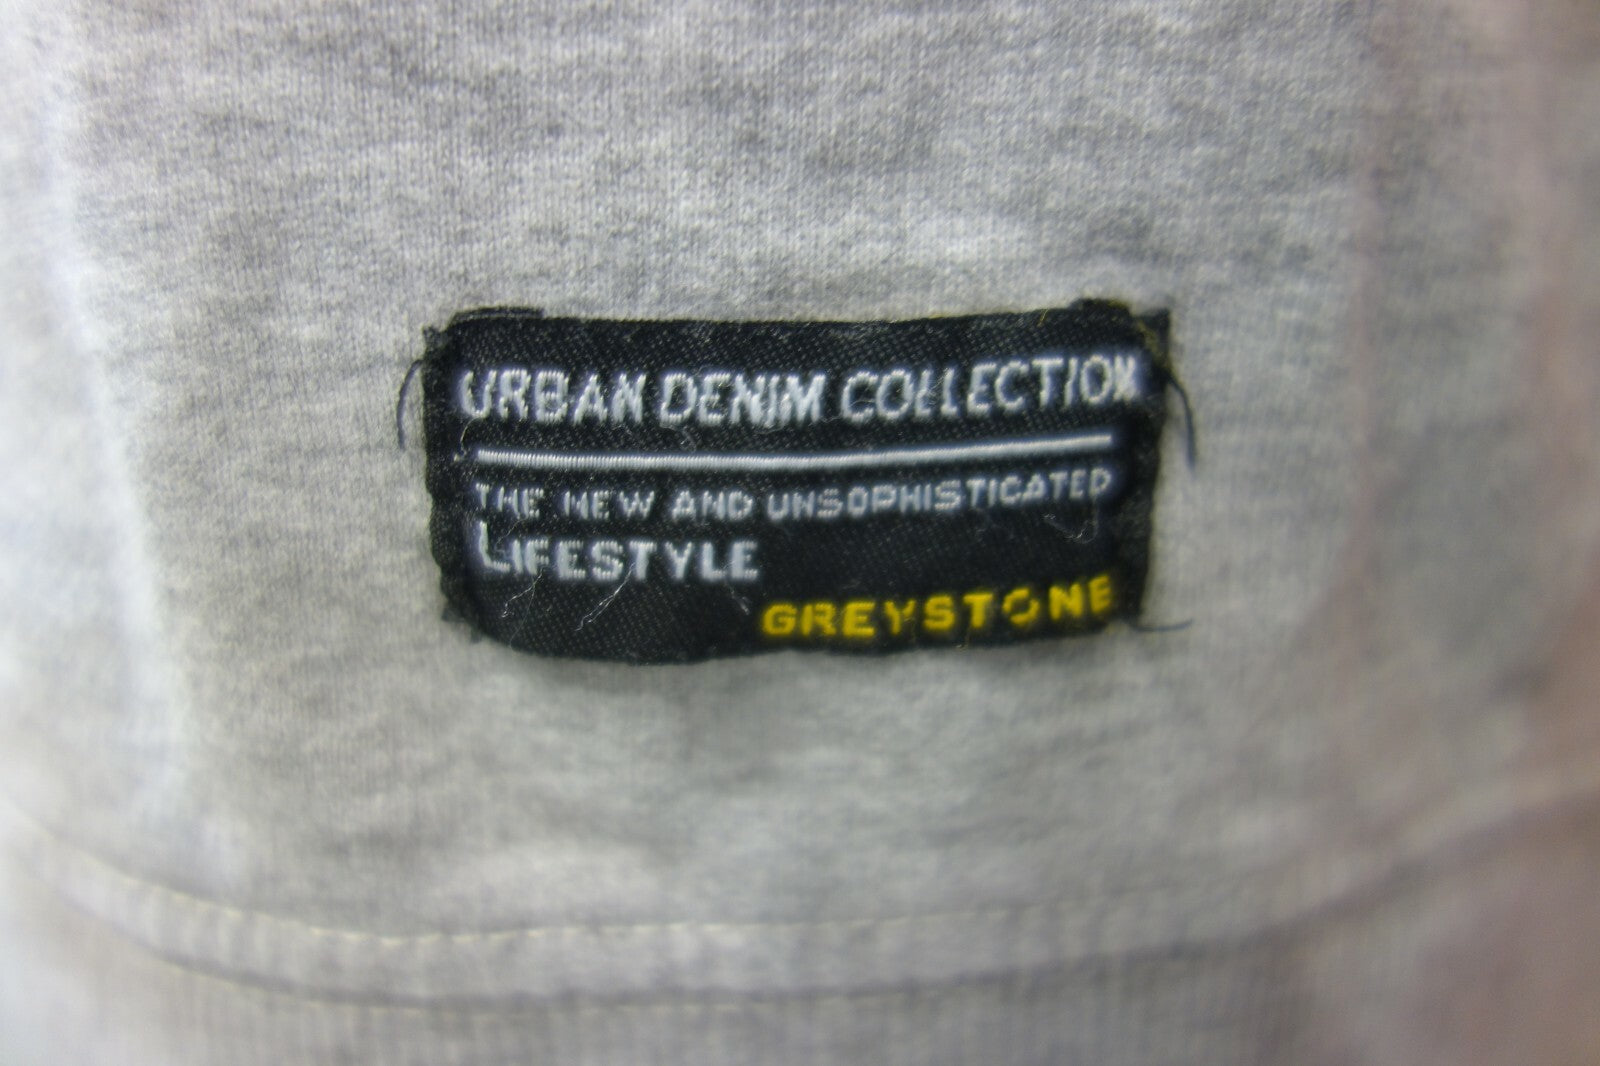 URBAN DENIM COLLECTION
THE NEW AND UNSOPHISTICATED
LIFESTYLE
GREYSTONE